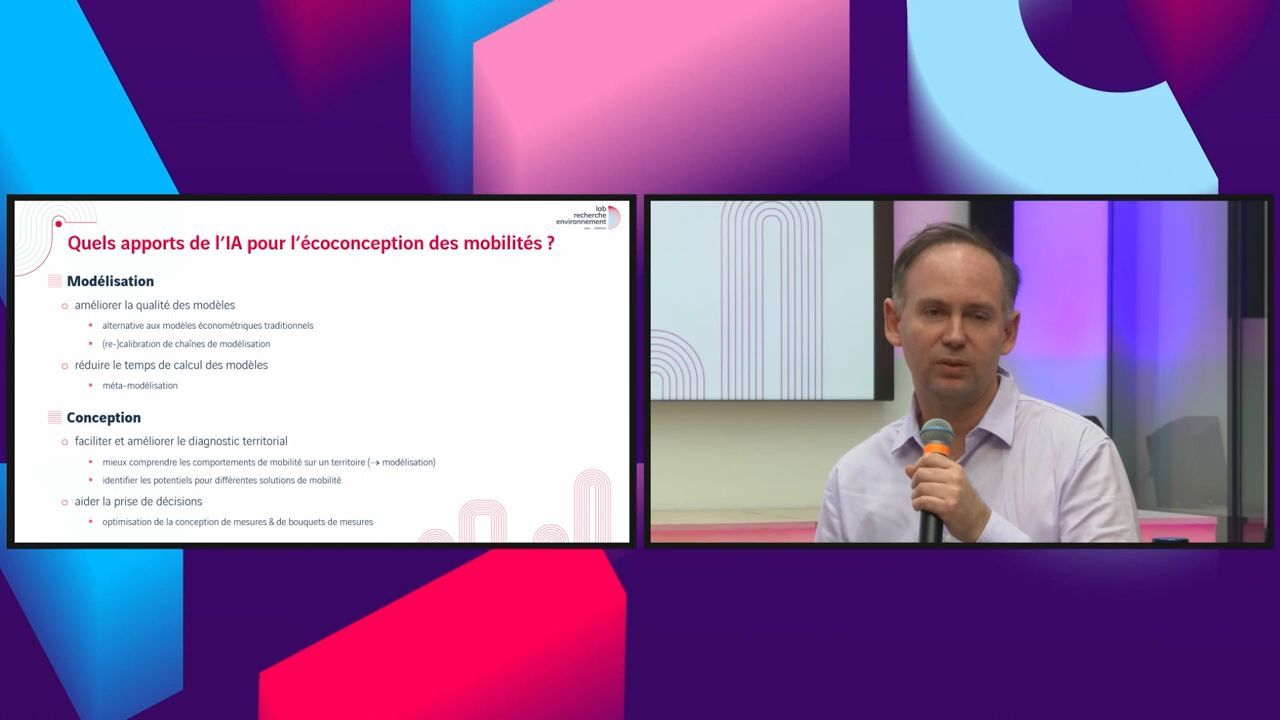 lab
recherche
environnement
Quels apports de l'IA pour l'écoconception des mobilités ?
Modélisation
améliorer la qualité des modèles
alternative aux modèles économétriques traditionnels
(re-)calibration de chaînes de modélisation
réduire le temps de calcul des modèles
méta-modélisation
Conception
faciliter et améliorer le diagnostic territorial
mieux comprendre les comportements de mobilité sur un territoire (→ modélisation)
identifier les potentiels pour différentes solutions de mobilité
aider la prise de décisions
optimisation de la conception de mesures & de bouquets de mesures